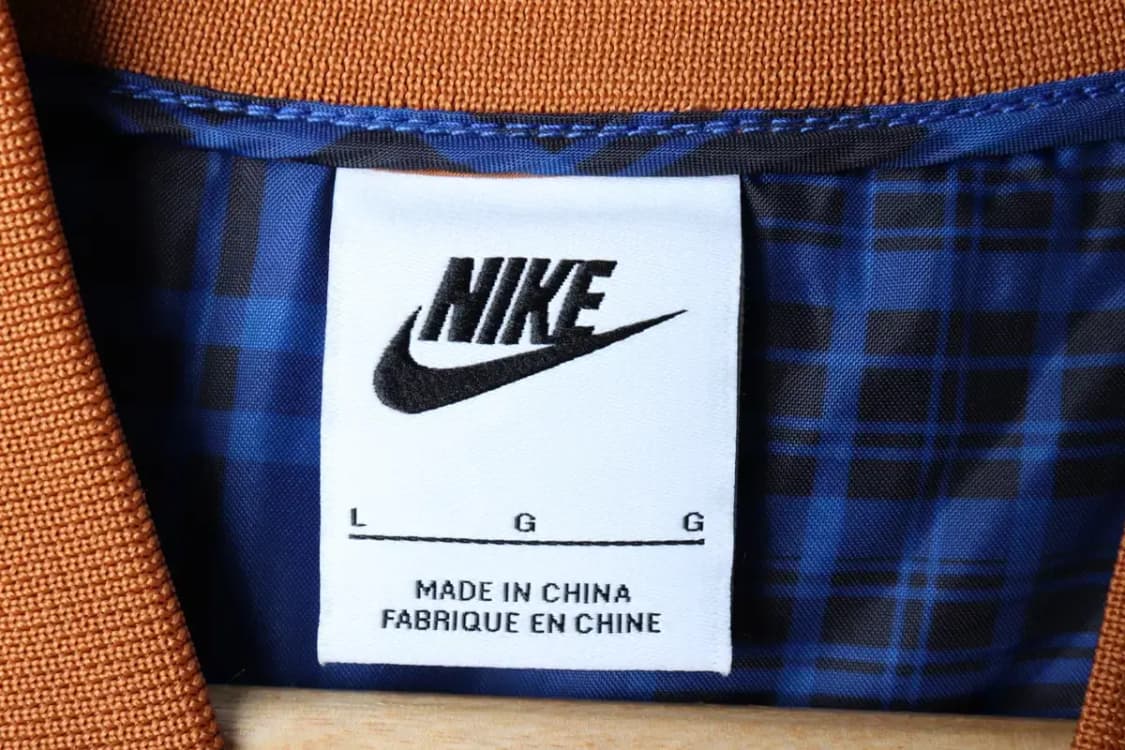 NIKE
L G G
MADE IN CHINA
FABRIQUE EN CHINE